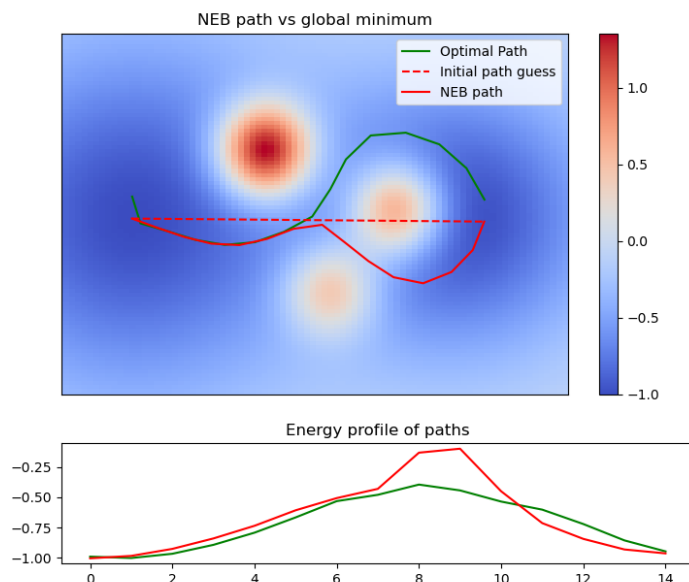 NEB path vs global minimum
Optimal Path
Initial path guess
NEB path
1.0
0.5
0.0
−0.5
−1.0
Energy profile of paths
−0.25
−0.50
−0.75
−1.00
0 2 4 6 8 10 12 14